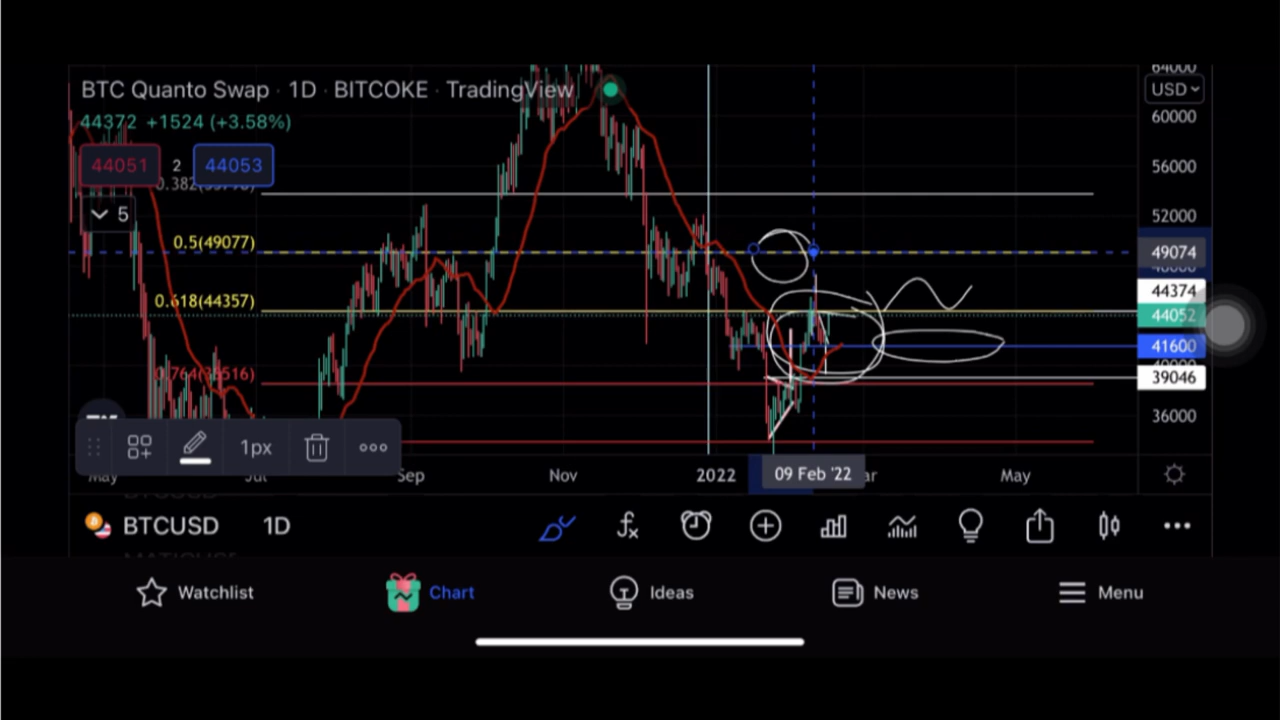 BTC Quanto Swap · 1D · BITCOKE · TradingView
44372 +1524 (+3.58%)
44051 2 44053
5
0.5(49077)
0.618(44357)
64000
USD
60000
56000
52000
49074
44374
44052
41600
39046
36000
1px
May Jul Sep Nov 2022 09 Feb '22 May
BTCUSD 1D
Watchlist Chart Ideas News Menu